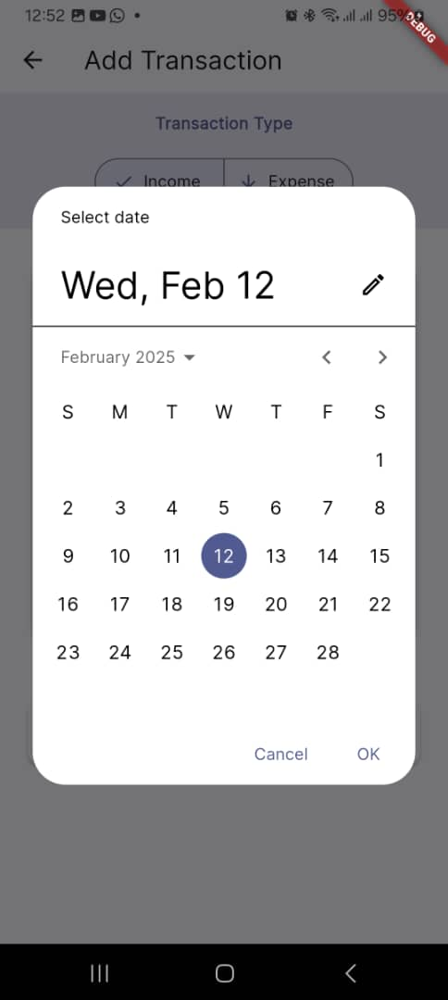 12:52 95%
DEBUG
Add Transaction
Transaction Type
Income Expense
Select date
Wed, Feb 12
February 2025
S M T W T F S
1
2 3 4 5 6 7 8
9 10 11 12 13 14 15
16 17 18 19 20 21 22
23 24 25 26 27 28
Cancel OK